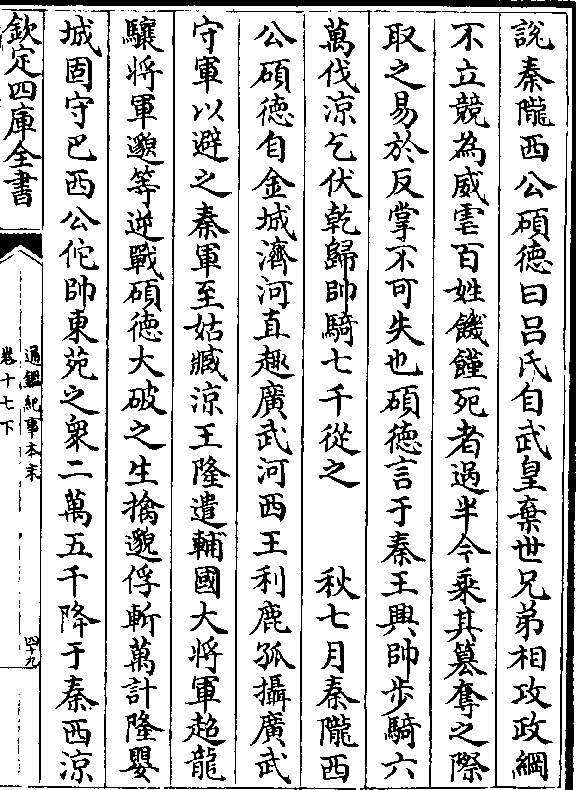 說秦隴西公碩德曰吕氏自武皇棄世兄弟相攻政綱
不立競為威虐百姓饑饉死者過半今乗其簒奪之際
取之易於反掌不可失也碩德言于秦王興帥步騎六
萬伐涼乞伏乾歸帥騎七千從之　　秋七月秦隴西
公碩德自金城濟河直趣廣武河西王利鹿孤攝廣武
守軍以避之秦軍至姑臧涼王隆遣輔國大將軍超龍
驤將軍邈等逆戰碩德大破之生擒邈俘斬萬計隆嬰
城固守巴西公佗帥東苑之衆二萬五千降于秦西涼
欽定四庫全書
通鑑紀事本末
卷十七下
四十九